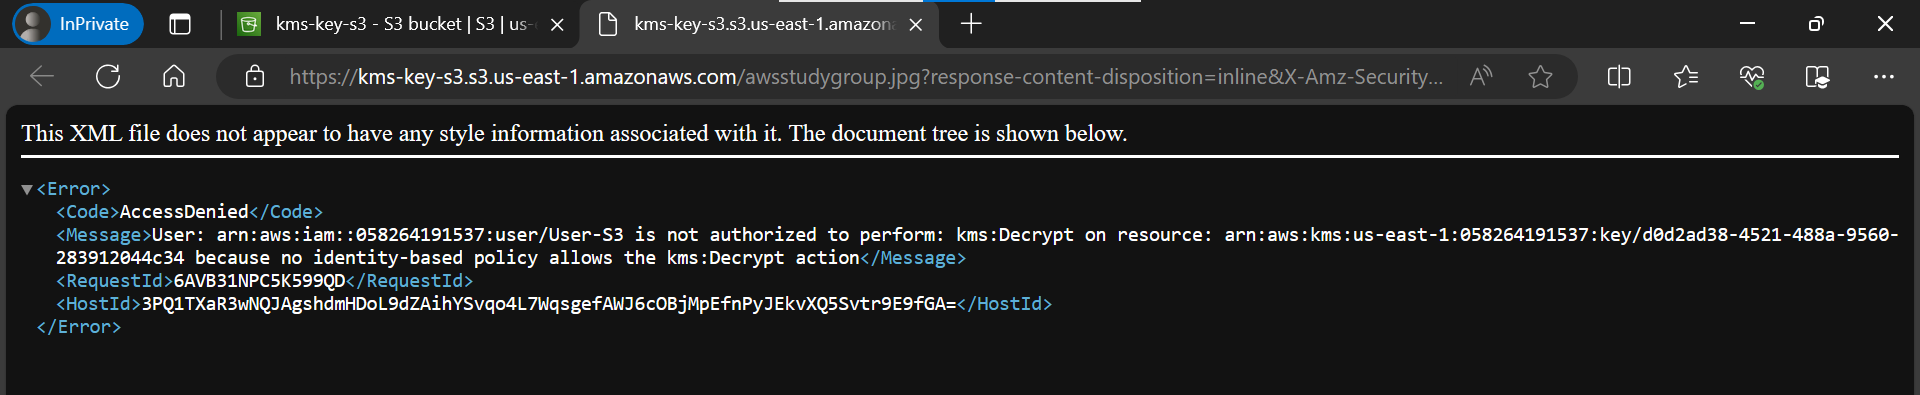 InPrivate
kms-key-s3 - S3 bucket | S3 | us-
kms-key-s3.s3.us-east-1.amazon
https://kms-key-s3.s3.us-east-1.amazonaws.com/awsstudygroup.jpg?response-content-disposition=inline&X-Amz-Security...
This XML file does not appear to have any style information associated with it. The document tree is shown below.
<Error>
<Code>AccessDenied</Code>
<Message>User: arn:aws:iam::058264191537:user/User-S3 is not authorized to perform: kms:Decrypt on resource: arn:aws:kms:us-east-1:058264191537:key/d0d2ad38-4521-488a-9560-
283912044c34 because no identity-based policy allows the kms:Decrypt action</Message>
<RequestId>6AVB31NPC5K599QD</RequestId>
<HostId>3PQ1TXaR3wNQJAgshdmHDoL9dZAihYSvqo4L7WqsgefAWJ6cOBjMpEfnPyJEkvXQ5Svtr9E9fGA=</HostId>
</Error>